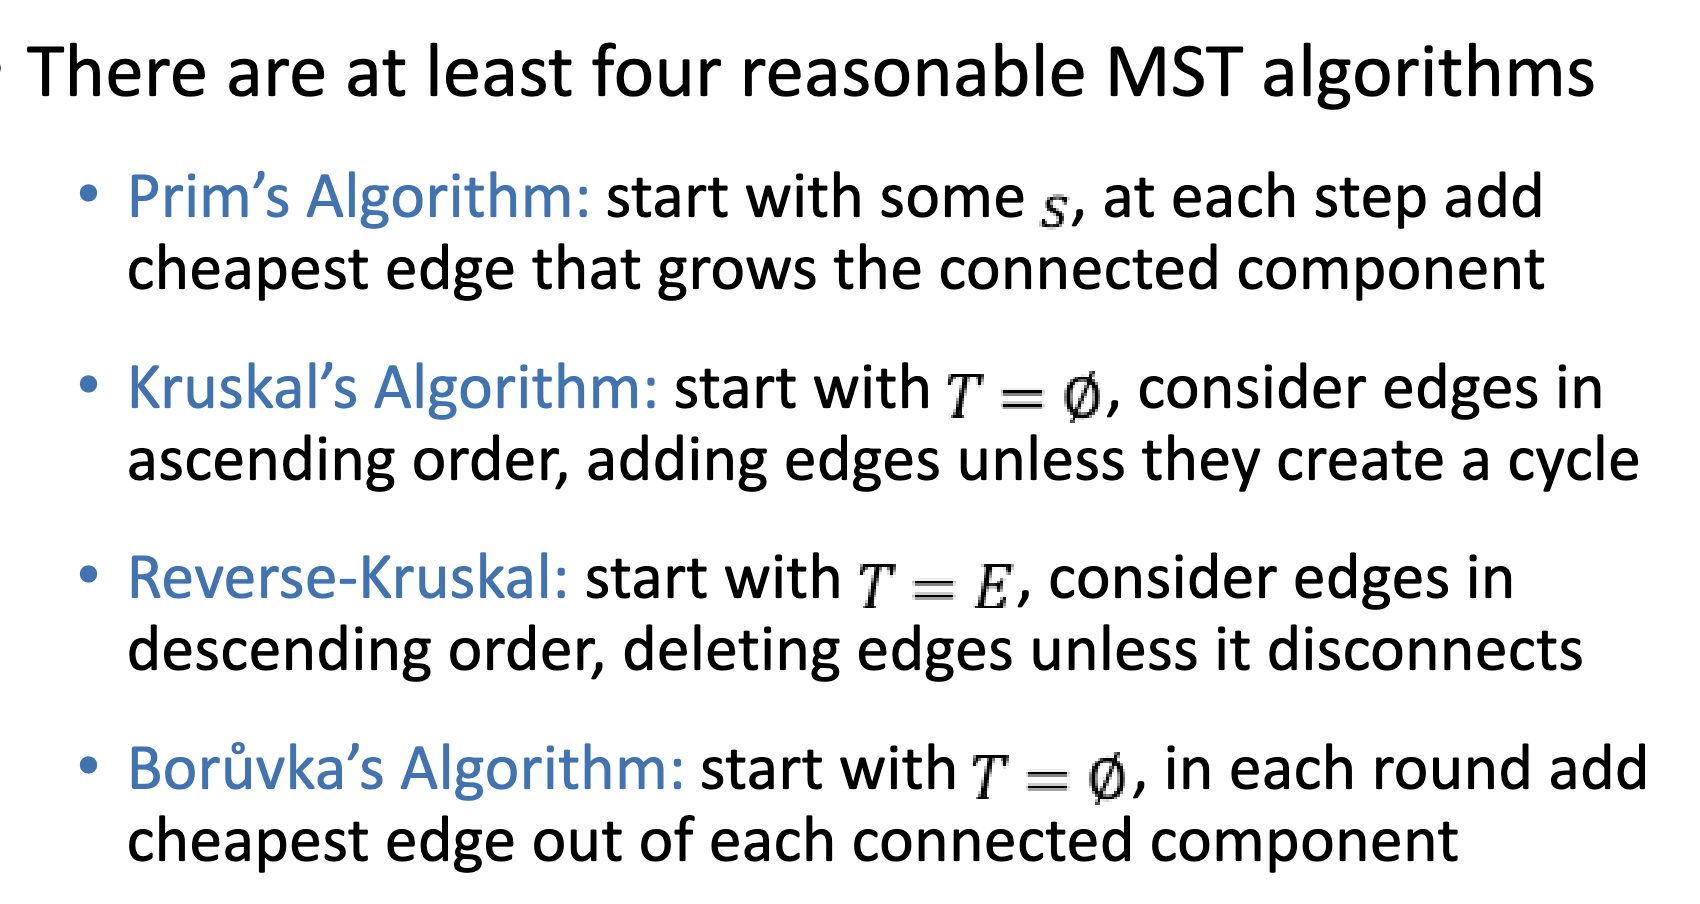 • There are at least four reasonable MST algorithms
• Prim’s Algorithm: start with some s, at each step add
cheapest edge that grows the connected component
• Kruskal’s Algorithm: start with T = ∅, consider edges in
ascending order, adding edges unless they create a cycle
• Reverse-Kruskal: start with T = E, consider edges in
descending order, deleting edges unless it disconnects
• Borůvka’s Algorithm: start with T = ∅, in each round add
cheapest edge out of each connected component